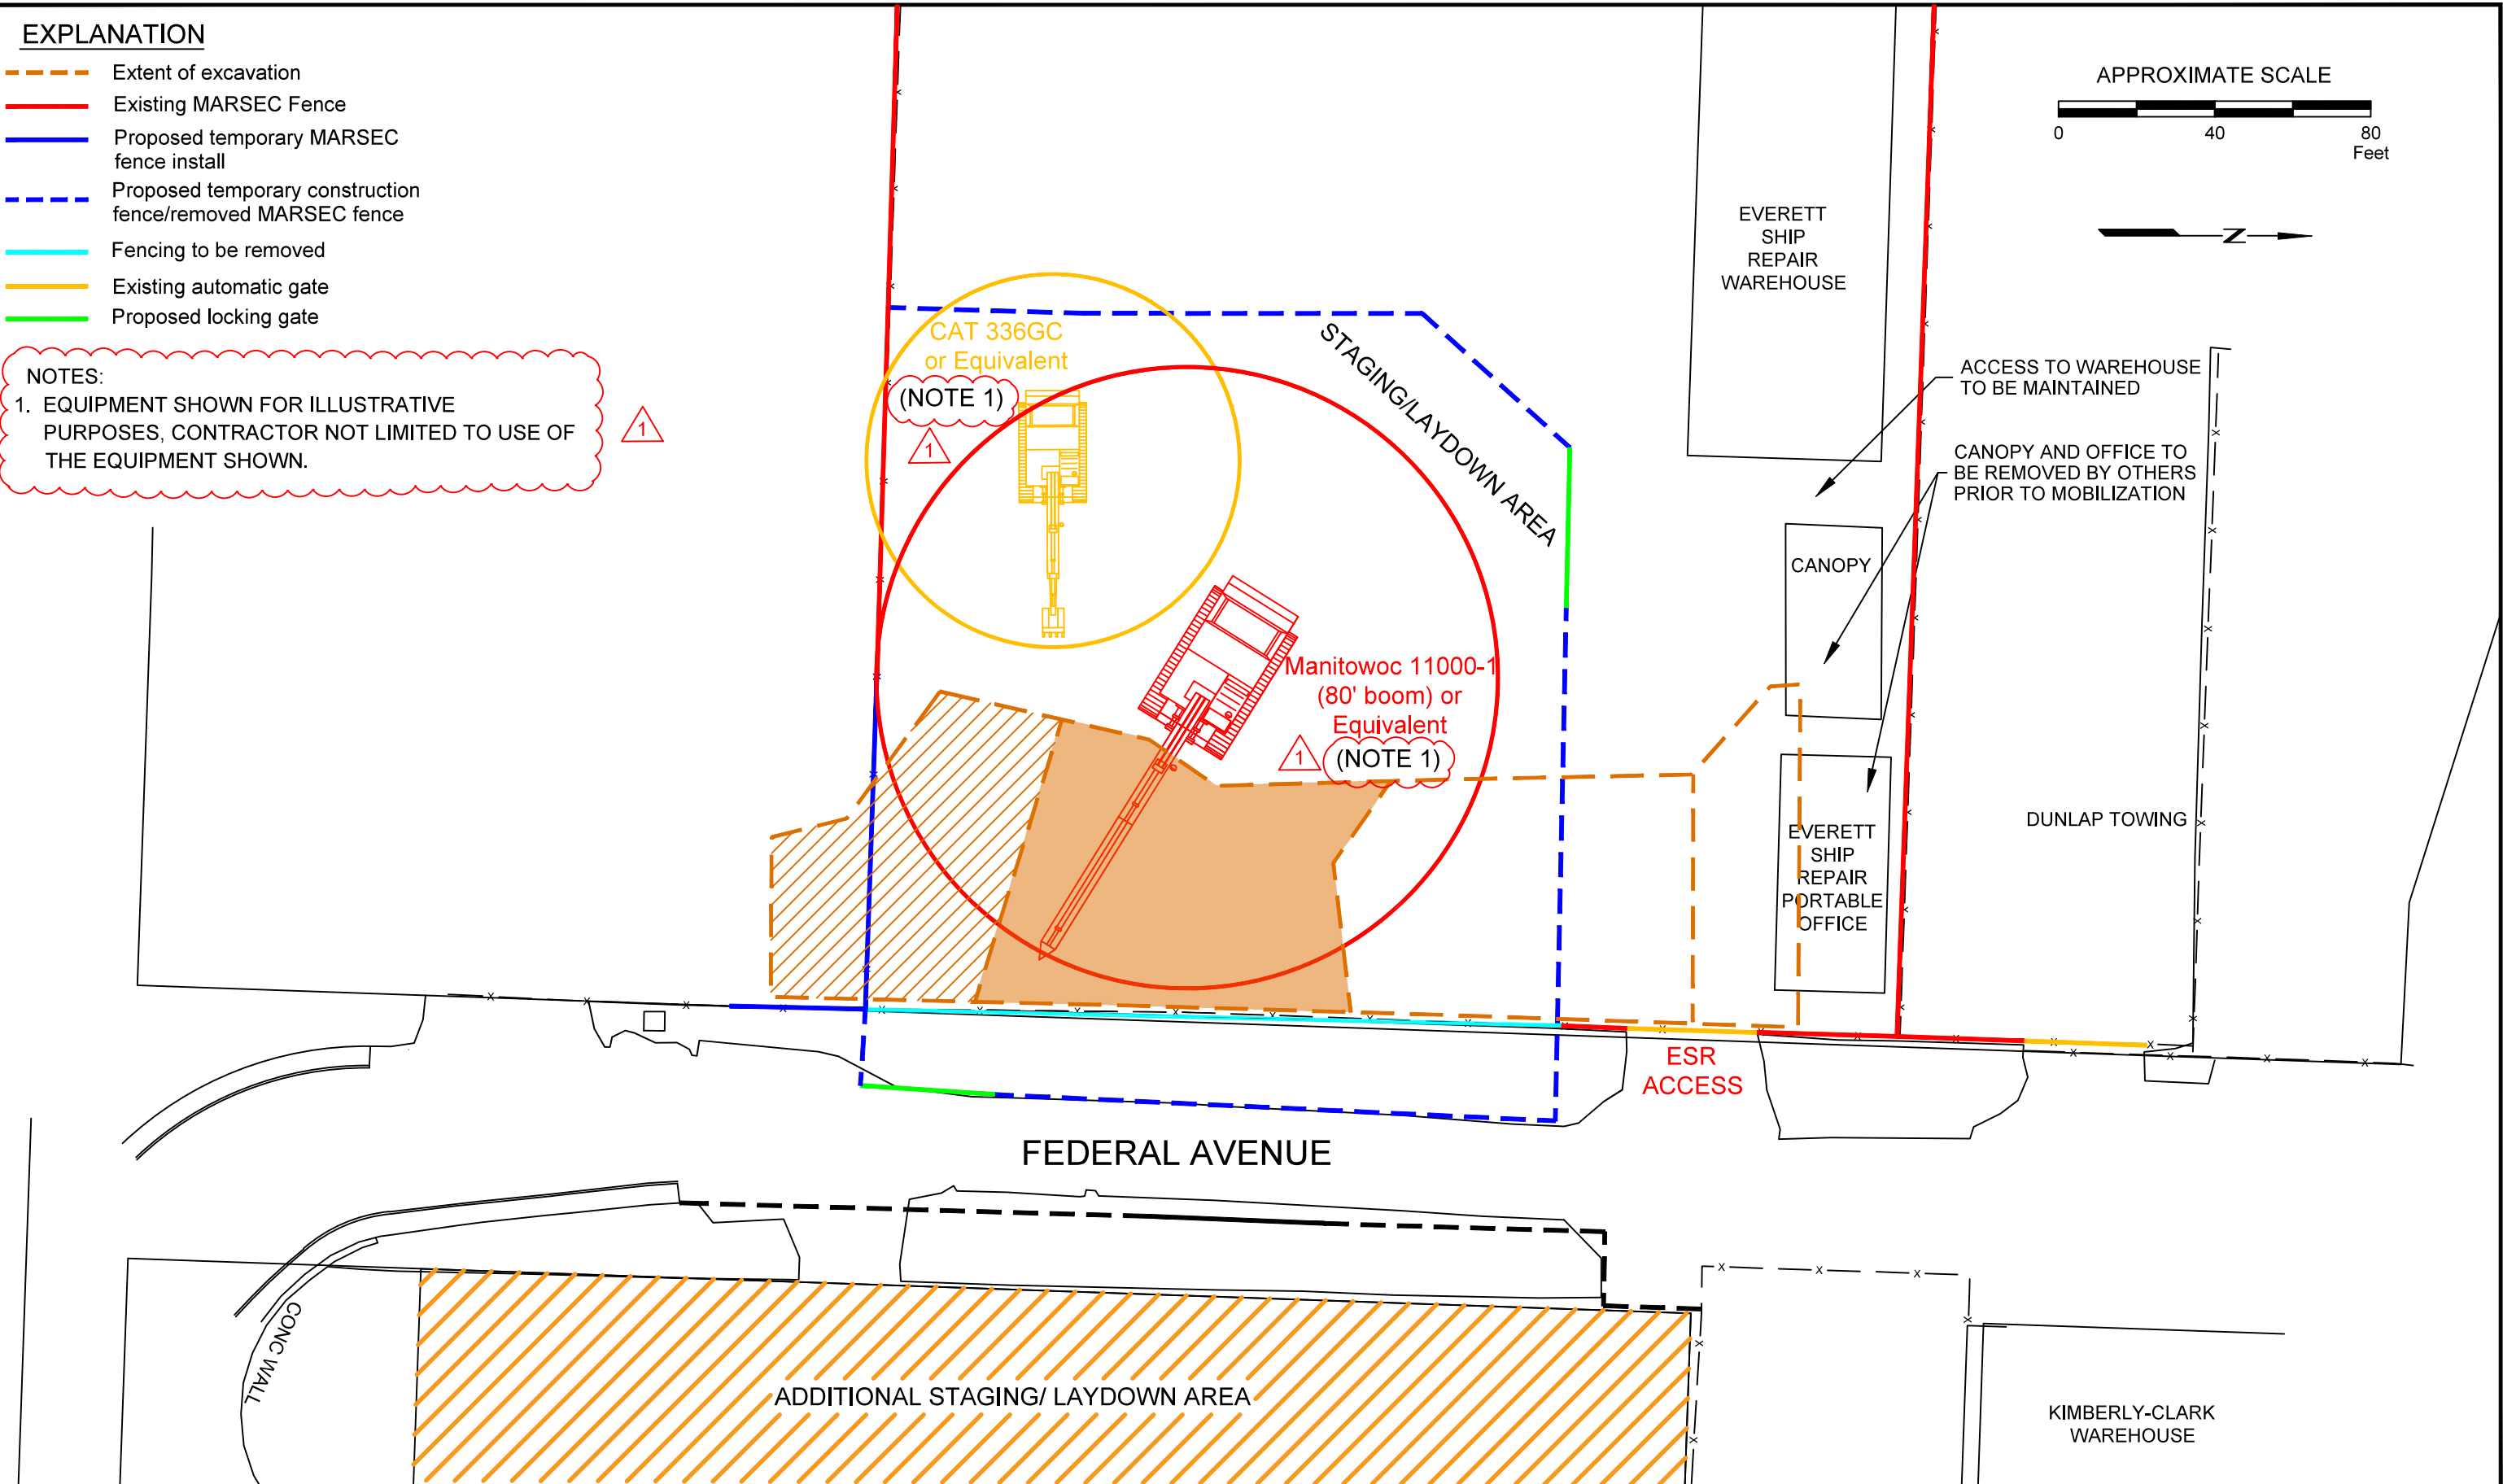 EXPLANATION
Extent of excavation
Existing MARSEC Fence
Proposed temporary MARSEC
fence install
Proposed temporary construction
fence/removed MARSEC fence
Fencing to be removed
Existing automatic gate
Proposed locking gate
NOTES:
1. EQUIPMENT SHOWN FOR ILLUSTRATIVE
PURPOSES, CONTRACTOR NOT LIMITED TO USE OF
THE EQUIPMENT SHOWN.
1
APPROXIMATE SCALE
0 40 80
Feet
N
CAT 336GC
or Equivalent
(NOTE 1)
1
STAGING/LAYDOWN AREA
Manitowoc 11000-1
(80' boom) or
Equivalent
(NOTE 1)
1
EVERETT
SHIP
REPAIR
WAREHOUSE
ACCESS TO WAREHOUSE
TO BE MAINTAINED
CANOPY AND OFFICE TO
BE REMOVED BY OTHERS
PRIOR TO MOBILIZATION
CANOPY
EVERETT
SHIP
REPAIR
PORTABLE
OFFICE
DUNLAP TOWING
ESR
ACCESS
FEDERAL AVENUE
CONC WALL
ADDITIONAL STAGING/ LAYDOWN AREA
KIMBERLY-CLARK
WAREHOUSE